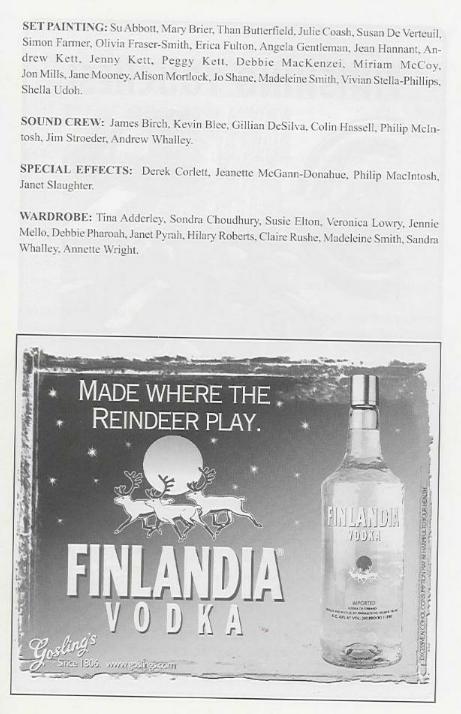 SET PAINTING: Su Abbott, Mary Brier, Than Butterfield, Julie Coash, Susan De Verteuil,
Simon Farmer, Olivia Fraser-Smith, Erica Fulton, Angela Gentleman, Jean Hannant, An-
drew Kett, Jenny Kett, Peggy Kett, Debbie MacKenzei, Miriam McCoy,
Jon Mills, Jane Mooney, Alison Mortlock, Jo Shane, Madeleine Smith, Vivian Stella-Phillips,
Shella Udoh.
SOUND CREW: James Birch, Kevin Blee, Gillian DeSilva, Colin Hassell, Philip McIn-
tosh, Jim Stroeder, Andrew Whalley.
SPECIAL EFFECTS: Derek Corlett, Jeanette McGann-Donahue, Philip MacIntosh,
Janet Slaughter.
WARDROBE: Tina Adderley, Sondra Choudhury, Susie Elton, Veronica Lowry, Jennie
Mello, Debbie Pharoah, Janet Pyrah, Hilary Roberts, Claire Rushe, Madeleine Smith, Sandra
Whalley, Annette Wright.
MADE WHERE THE
REINDEER PLAY.
FINLANDIA®
VODKA
Gosling's
Since 1806. www.goslings.com
FINLANDIA
VODKA
IMPORTED